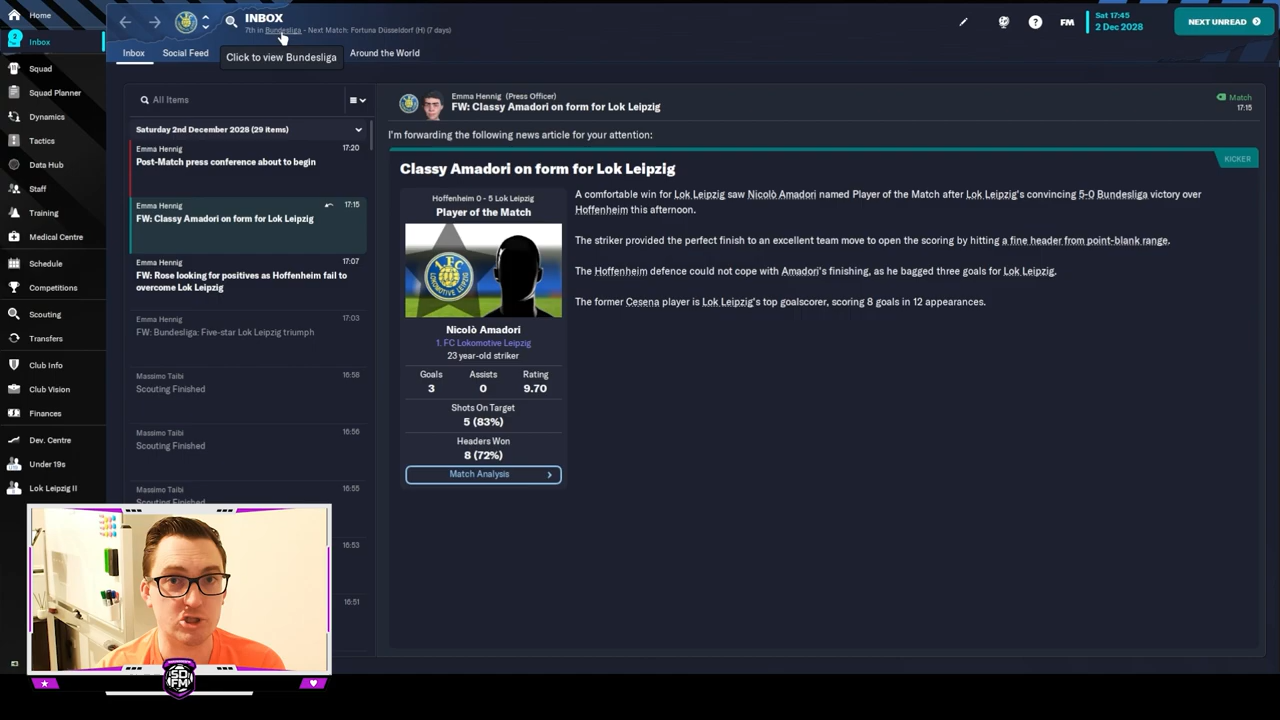 Home
2
Inbox
Squad
Squad Planner
Dynamics
Tactics
Data Hub
Staff
Training
Medical Centre
Schedule
Competitions
Scouting
Transfers
Club Info
Club Vision
Finances
Dev. Centre
Under 19s
Lok Leipzig II
INBOX
7th in Bundesliga - Next Match: Fortuna Düsseldorf (H) (7 days)
Click to view Bundesliga
FM
Sat 17:45
2 Dec 2028
NEXT UNREAD
Inbox
Social Feed
Around the World
All Items
Saturday 2nd December 2028 (29 items)
Emma Hennig 17:20
Post-Match press conference about to begin
Emma Hennig 17:15
FW: Classy Amadori on form for Lok Leipzig
Emma Hennig 17:07
FW: Rose looking for positives as Hoffenheim fail to
overcome Lok Leipzig
Emma Hennig 17:03
FW: Bundesliga: Five-star Lok Leipzig triumph
Massimo Taibi 16:58
Scouting Finished
Massimo Taibi 16:56
Scouting Finished
Massimo Taibi 16:55
Scouting Finished
16:53
16:51
Emma Hennig (Press Officer)
FW: Classy Amadori on form for Lok Leipzig
Match
17:15
I'm forwarding the following news article for your attention:
KICKER
Classy Amadori on form for Lok Leipzig
Hoffenheim 0 - 5 Lok Leipzig
Player of the Match
Nicolò Amadori
1. FC Lokomotive Leipzig
23 year-old striker
Goals Assists Rating
3 0 9.70
Shots On Target
5 (83%)
Headers Won
8 (72%)
Match Analysis
A comfortable win for Lok Leipzig saw Nicolò Amadori named Player of the Match after Lok Leipzig's convincing 5-0 Bundesliga victory over
Hoffenheim this afternoon.
The striker provided the perfect finish to an excellent team move to open the scoring by hitting a fine header from point-blank range.
The Hoffenheim defence could not cope with Amadori's finishing, as he bagged three goals for Lok Leipzig.
The former Cesena player is Lok Leipzig's top goalscorer, scoring 8 goals in 12 appearances.
SD
FM